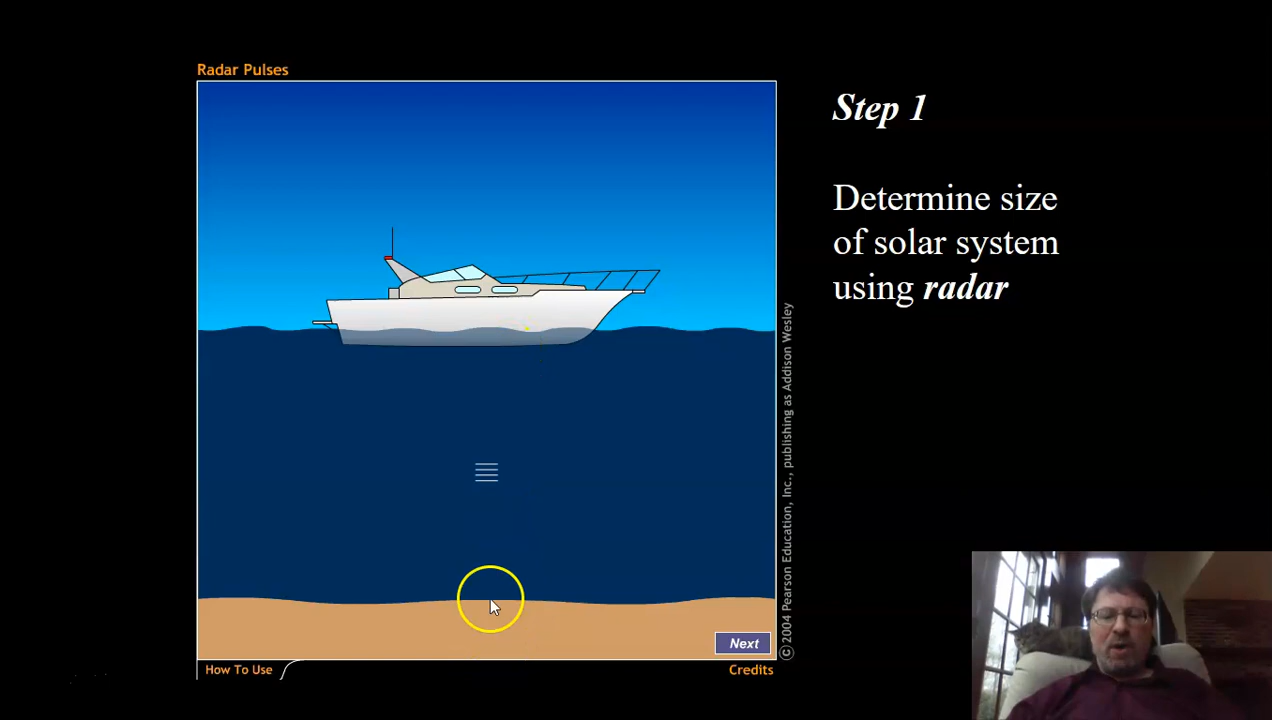 Radar Pulses
Step 1
Determine size
of solar system
using radar
© 2004 Pearson Education, Inc., publishing as Addison Wesley
Next
How To Use
Credits